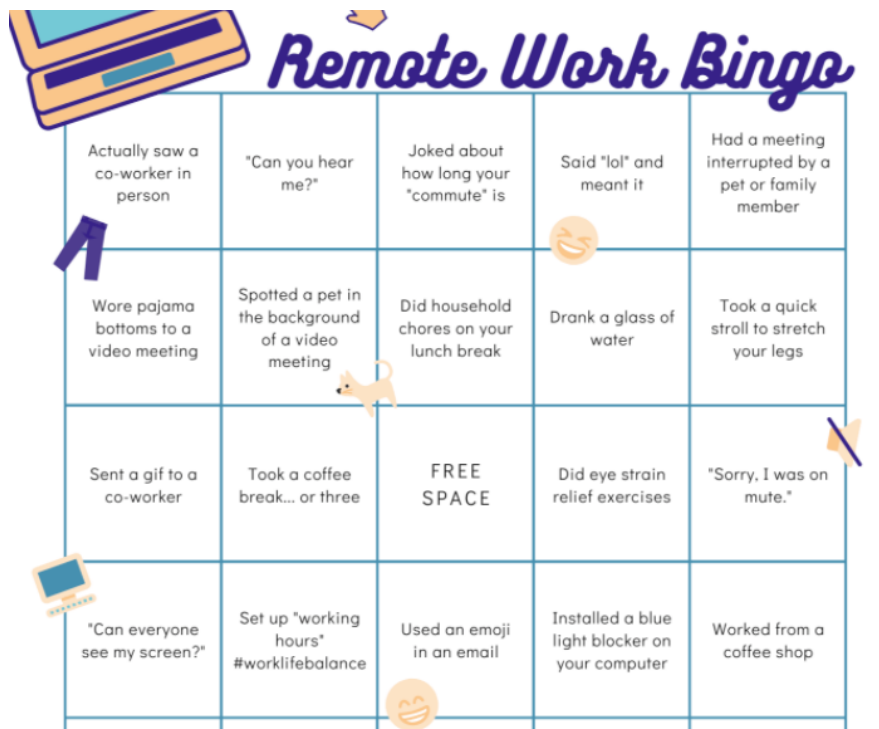 Remote Work Bingo
Actually saw a
co-worker in
person
"Can you hear
me?"
Joked about
how long your
"commute" is
Said "lol" and
meant it
Had a meeting
interrupted by a
pet or family
member
Wore pajama
bottoms to a
video meeting
Spotted a pet in
the background
of a video
meeting
Did household
chores on your
lunch break
Drank a glass of
water
Took a quick
stroll to stretch
your legs
Sent a gif to a
co-worker
Took a coffee
break... or three
FREE
SPACE
Did eye strain
relief exercises
"Sorry, I was on
mute."
"Can everyone
see my screen?"
Set up "working
hours"
#worklifebalance
Used an emoji
in an email
Installed a blue
light blocker on
your computer
Worked from a
coffee shop